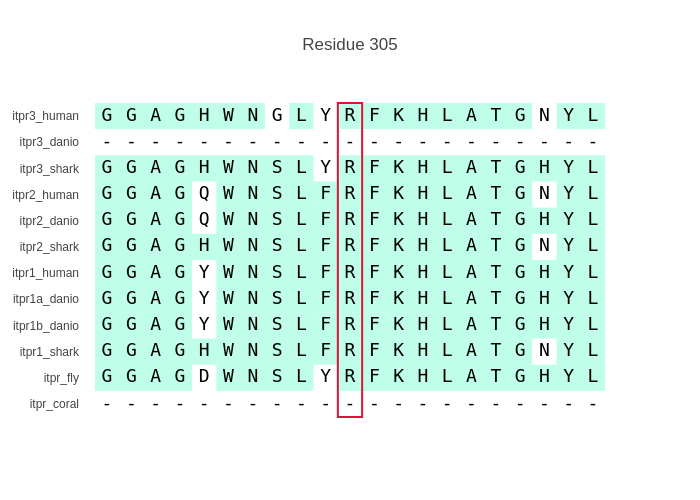 Residue 305
itpr3_human G G A G H W N G L Y R F K H L A T G N Y L
itpr3_danio - - - - - - - - - - - - - - - - - - - - -
itpr3_shark G G A G H W N S L Y R F K H L A T G H Y L
itpr2_human G G A G Q W N S L F R F K H L A T G N Y L
itpr2_danio G G A G Q W N S L F R F K H L A T G H Y L
itpr2_shark G G A G H W N S L F R F K H L A T G N Y L
itpr1_human G G A G Y W N S L F R F K H L A T G H Y L
itpr1a_danio G G A G Y W N S L F R F K H L A T G H Y L
itpr1b_danio G G A G Y W N S L F R F K H L A T G H Y L
itpr1_shark G G A G H W N S L F R F K H L A T G N Y L
itpr_fly G G A G D W N S L Y R F K H L A T G H Y L
itpr_coral - - - - - - - - - - - - - - - - - - - - -